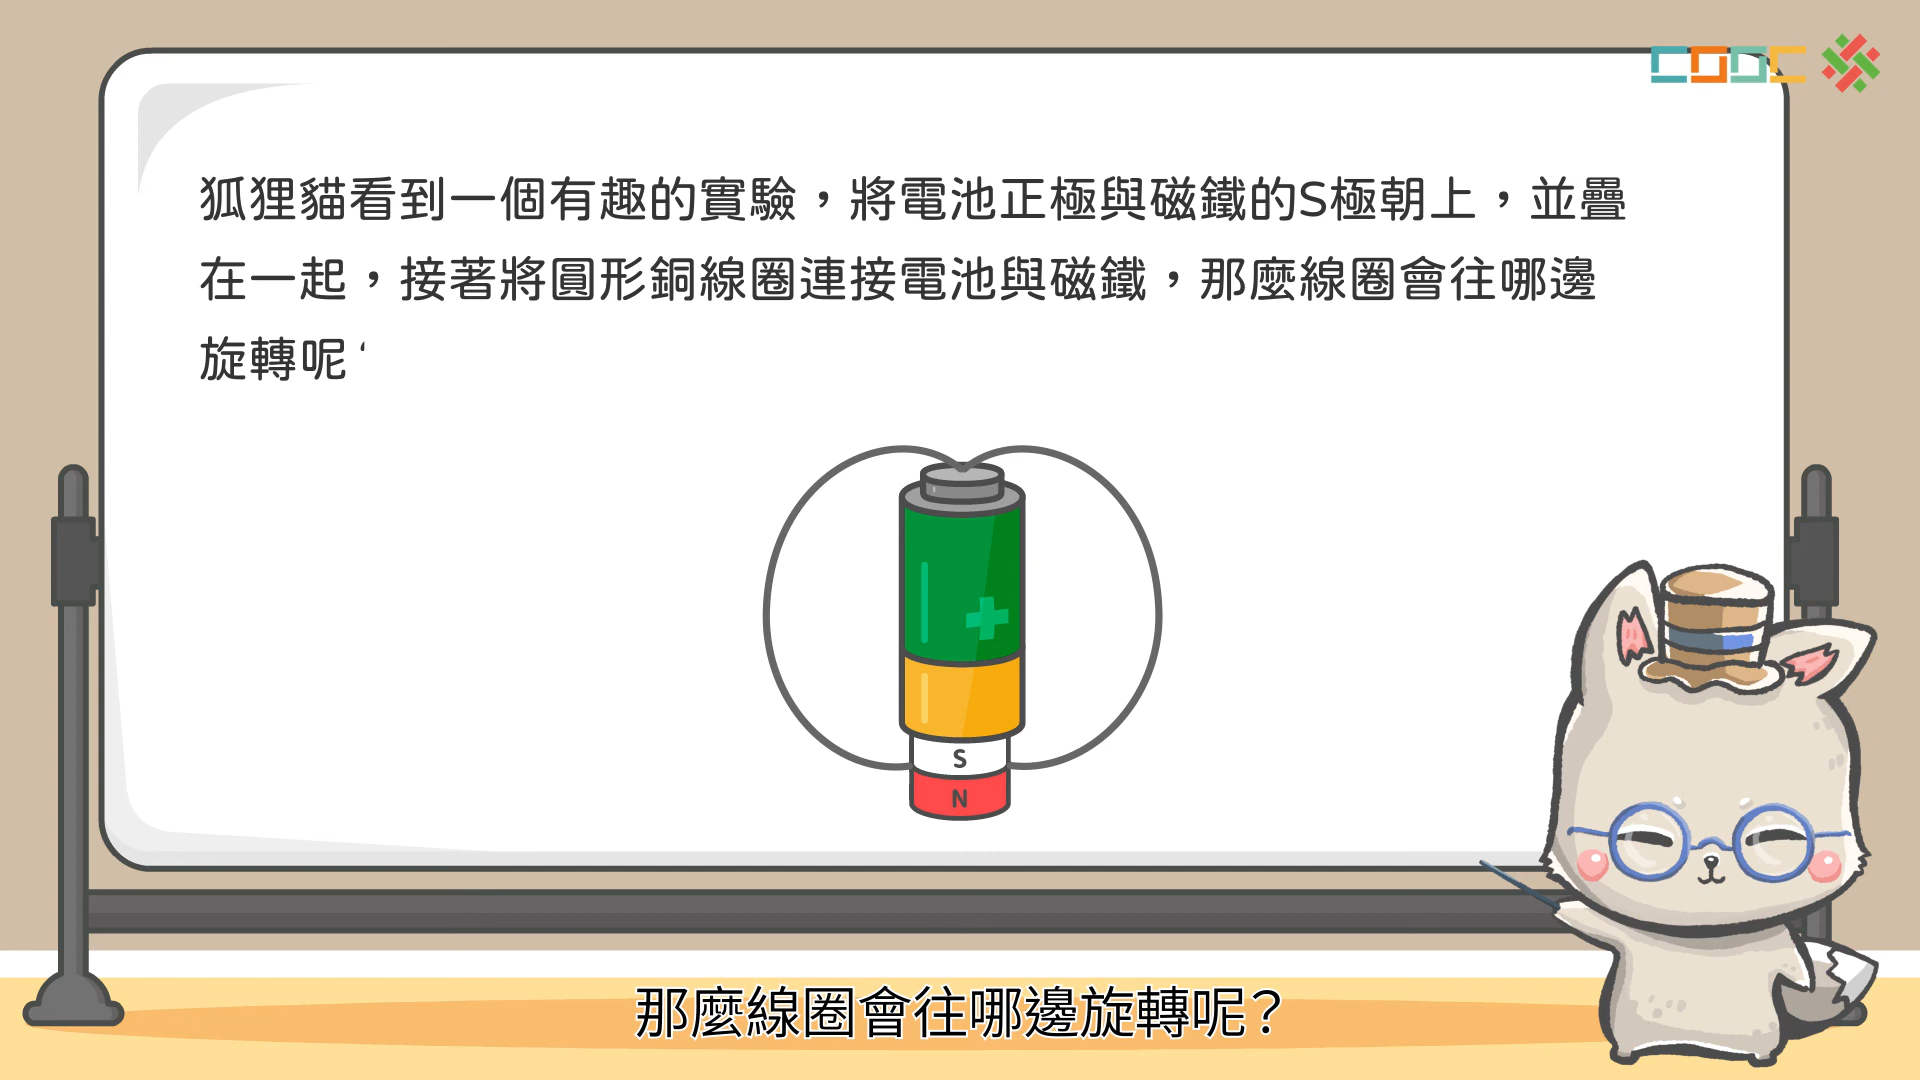 CODC
狐狸貓看到一個有趣的實驗，將電池正極與磁鐵的S極朝上，並疊
在一起，接著將圓形銅線圈連接電池與磁鐵，那麼線圈會往哪邊
旋轉呢
S
N
那麼線圈會往哪邊旋轉呢？